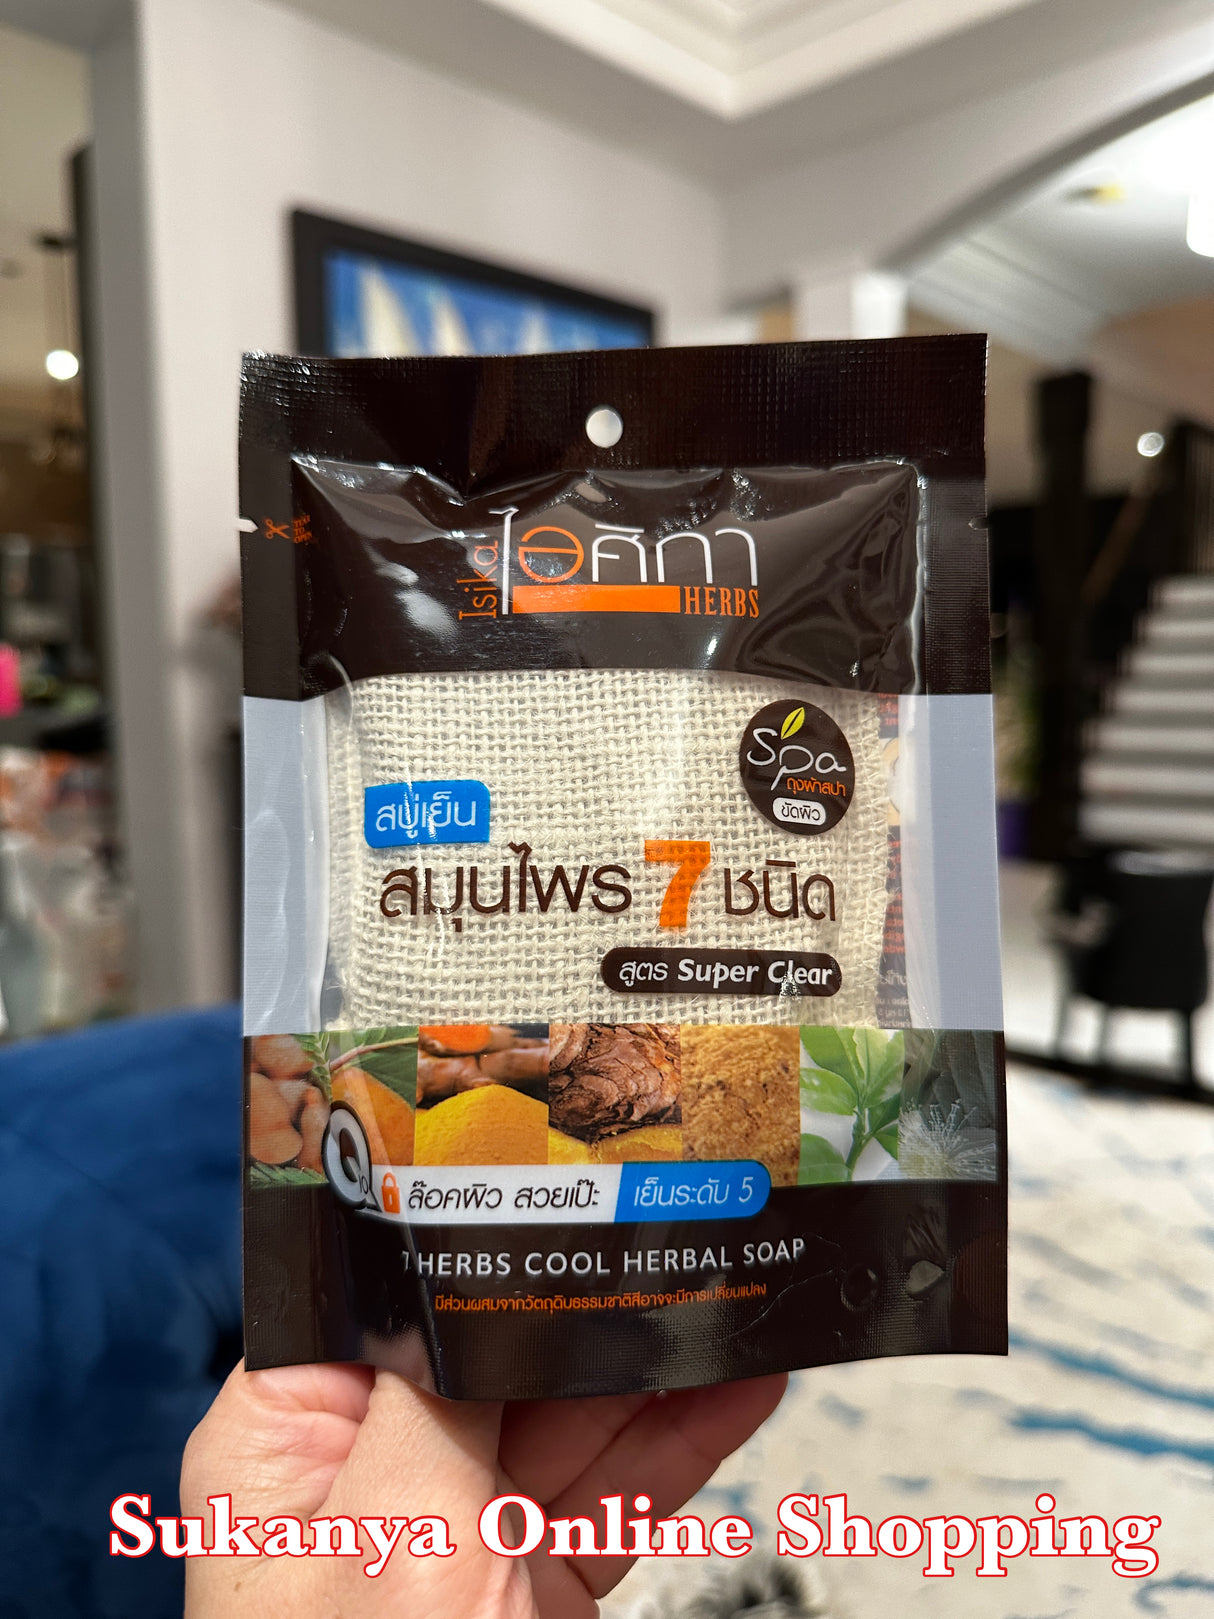 TEAR
TO
OPEN
Isika
ไอศิกา
HERBS
Spa
ถุงผ้าสปา
ขัดผิว
สบู่เย็น
สมุนไพร 7 ชนิด
สูตร Super Clear
Q10
ล๊อคผิว สวยเป๊ะ เย็นระดับ 5
7 HERBS COOL HERBAL SOAP
มีส่วนผสมจากวัตถุดิบธรรมชาติสีอาจจะมีการเปลี่ยนแปลง
Sukanya Online Shopping